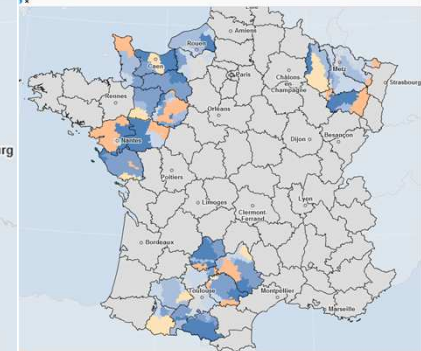 Amiens
Rouen
Caen
Metz
Paris
Châlons
en
Champagne
Strasbourg
Rennes
Orléans
urg
Nantes
Dijon
Besançon
Poitiers
Limoges
Clermont
Ferrand
Lyon
Bordeaux
Toulouse
Montpellier
Marseille